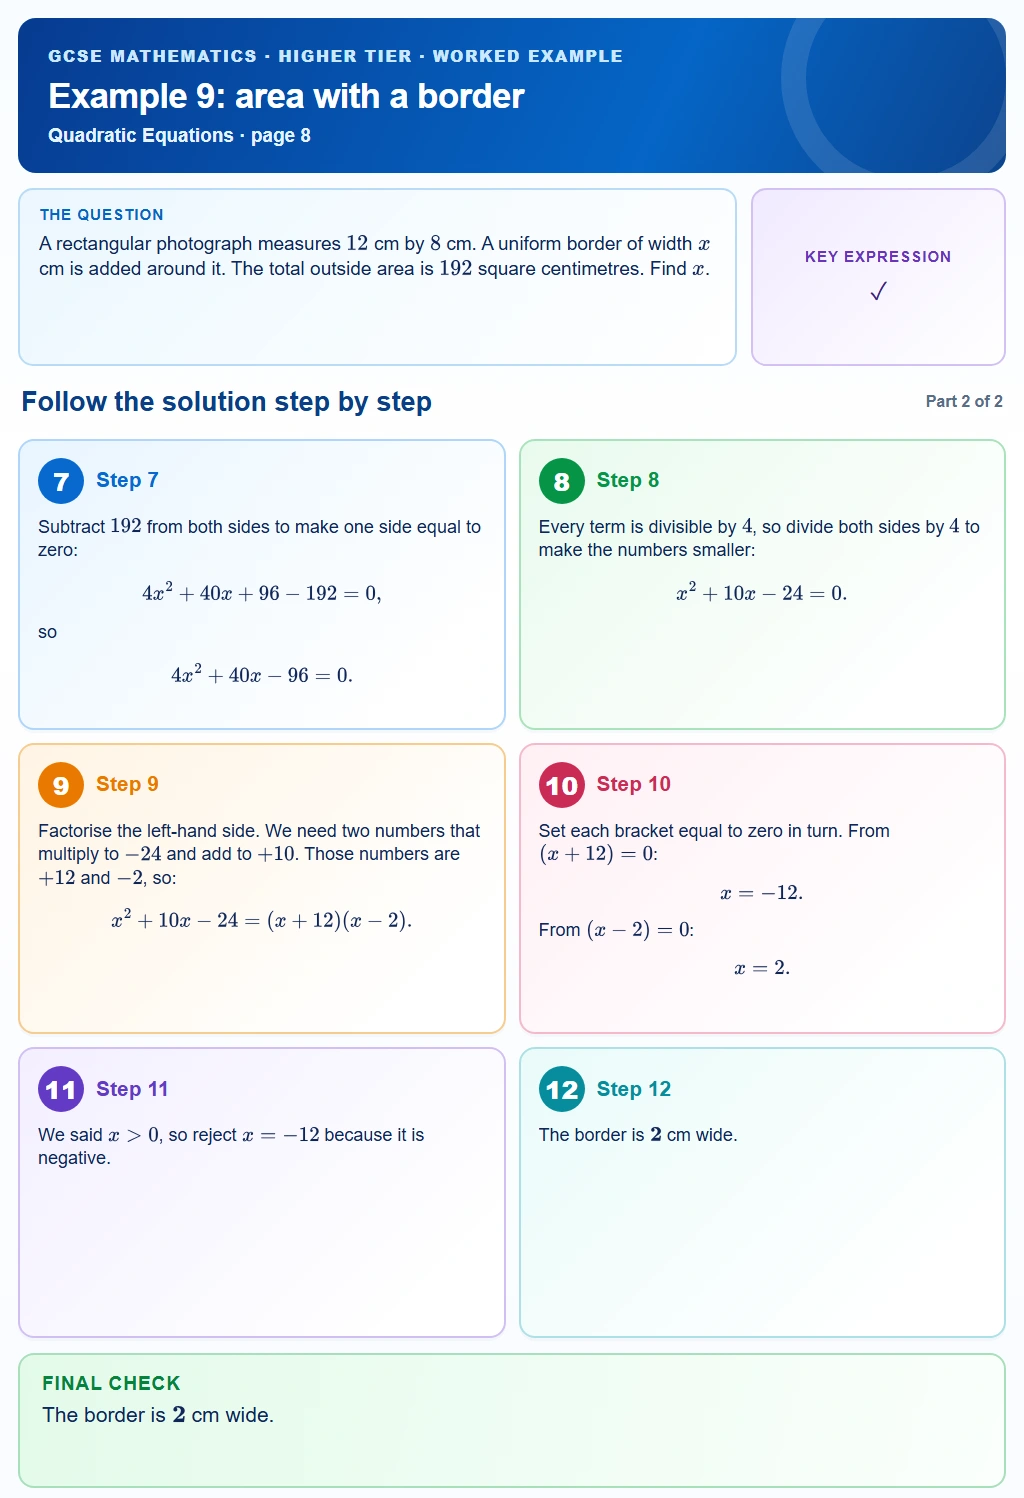 GCSE MATHEMATICS · HIGHER TIER · WORKED EXAMPLE
Example 9: area with a border
Quadratic Equations · page 8
THE QUESTION
A rectangular photograph measures 12 cm by 8 cm. A uniform border of width x
cm is added around it. The total outside area is 192 square centimetres. Find x.
KEY EXPRESSION
✓
Follow the solution step by step
Part 2 of 2
7 Step 7
Subtract 192 from both sides to make one side equal to
zero:
4x² + 40x + 96 − 192 = 0,
so
4x² + 40x − 96 = 0.
8 Step 8
Every term is divisible by 4, so divide both sides by 4 to
make the numbers smaller:
x² + 10x − 24 = 0.
9 Step 9
Factorise the left-hand side. We need two numbers that
multiply to −24 and add to +10. Those numbers are
+12 and −2, so:
x² + 10x − 24 = (x + 12)(x − 2).
10 Step 10
Set each bracket equal to zero in turn. From
(x + 12) = 0:
x = −12.
From (x − 2) = 0:
x = 2.
11 Step 11
We said x > 0, so reject x = −12 because it is
negative.
12 Step 12
The border is 2 cm wide.
FINAL CHECK
The border is 2 cm wide.